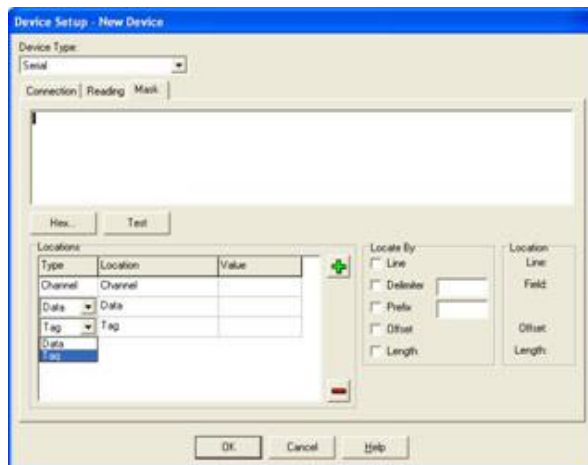 Device Setup - New Device
Device Type:
Serial
Connection Reading Mask
Hex... Test
Locations
Type Location Value
Channel Channel
Data Data
Tag Tag
Data
Tag
Locate By
Line
Delimiter
Prefix
Offset
Length
Location
Line:
Field:
Offset:
Length:
OK Cancel Help